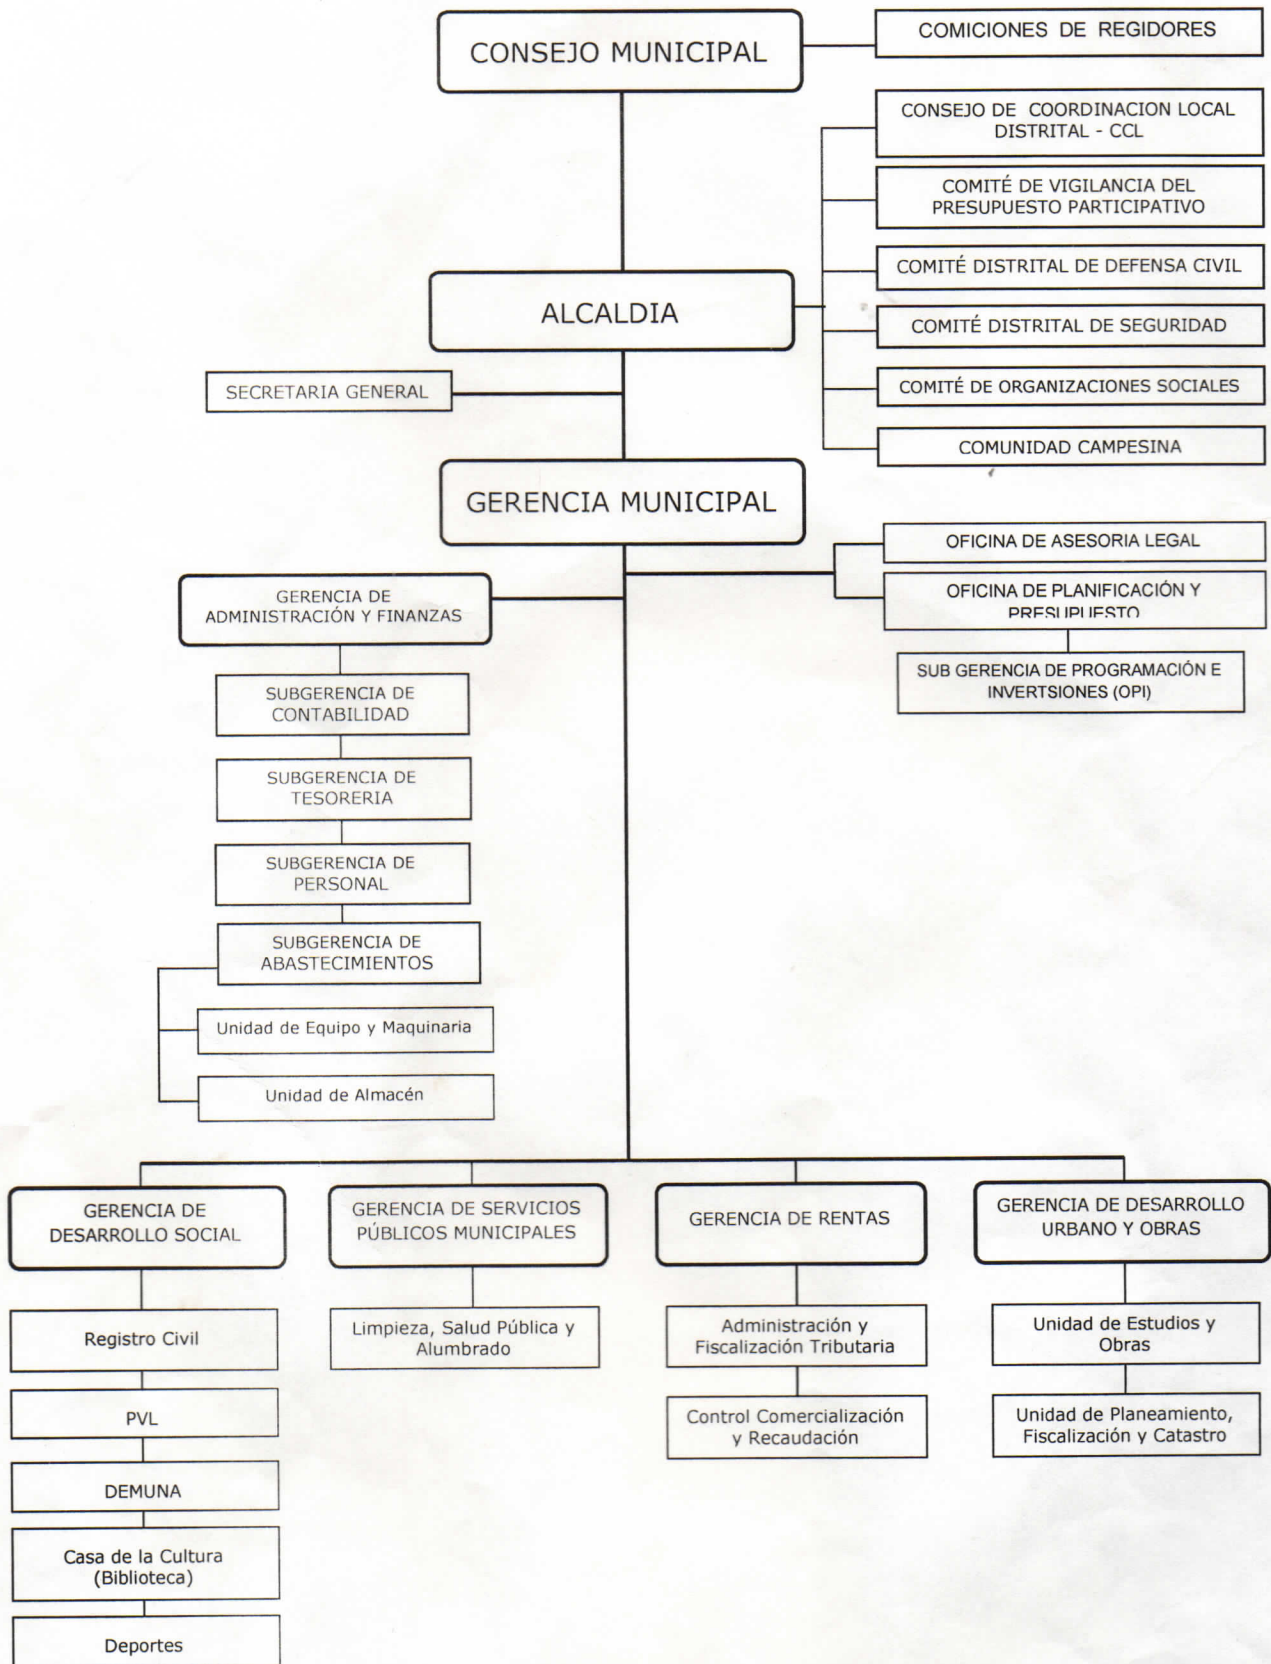 CONSEJO MUNICIPAL
COMICIONES DE REGIDORES
CONSEJO DE COORDINACION LOCAL
DISTRITAL - CCL
COMITÉ DE VIGILANCIA DEL
PRESUPUESTO PARTICIPATIVO
COMITÉ DISTRITAL DE DEFENSA CIVIL
ALCALDIA
COMITÉ DISTRITAL DE SEGURIDAD
SECRETARIA GENERAL
COMITÉ DE ORGANIZACIONES SOCIALES
COMUNIDAD CAMPESINA
GERENCIA MUNICIPAL
OFICINA DE ASESORIA LEGAL
OFICINA DE PLANIFICACIÓN Y
PRESUPUESTO
SUB GERENCIA DE PROGRAMACIÓN E
INVERTSIONES (OPI)
GERENCIA DE
ADMINISTRACIÓN Y FINANZAS
SUBGERENCIA DE
CONTABILIDAD
SUBGERENCIA DE
TESORERIA
SUBGERENCIA DE
PERSONAL
SUBGERENCIA DE
ABASTECIMIENTOS
Unidad de Equipo y Maquinaria
Unidad de Almacén
GERENCIA DE
DESARROLLO SOCIAL
Registro Civil
PVL
DEMUNA
Casa de la Cultura
(Biblioteca)
Deportes
GERENCIA DE SERVICIOS
PÚBLICOS MUNICIPALES
Limpieza, Salud Pública y
Alumbrado
GERENCIA DE RENTAS
Administración y
Fiscalización Tributaria
Control Comercialización
y Recaudación
GERENCIA DE DESARROLLO
URBANO Y OBRAS
Unidad de Estudios y
Obras
Unidad de Planeamiento,
Fiscalización y Catastro